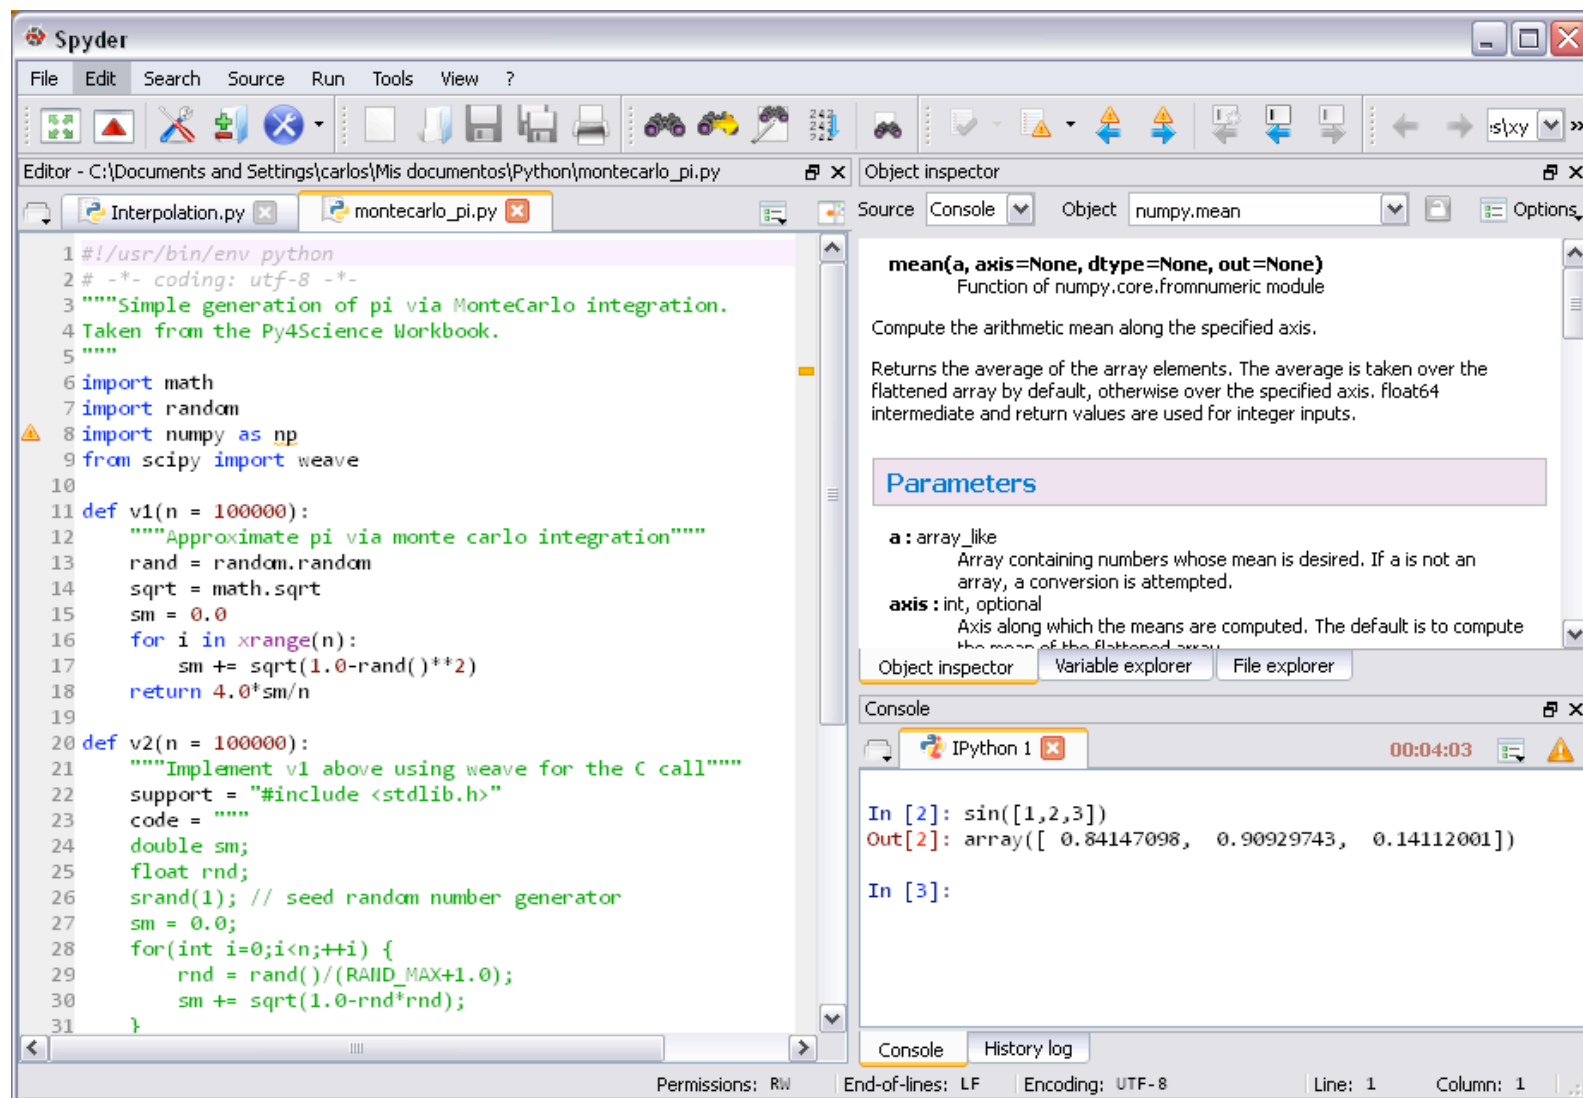 Spyder
File Edit Search Source Run Tools View ?
s\xy
Editor - C:\Documents and Settings\carlos\Mis documentos\Python\montecarlo_pi.py
Interpolation.py montecarlo_pi.py
1 #!/usr/bin/env python
2 # -*- coding: utf-8 -*-
3 """Simple generation of pi via MonteCarlo integration.
4 Taken from the Py4Science Workbook.
5 """
6 import math
7 import random
8 import numpy as np
9 from scipy import weave
10
11 def v1(n = 100000):
12     """Approximate pi via monte carlo integration"""
13     rand = random.random
14     sqrt = math.sqrt
15     sm = 0.0
16     for i in xrange(n):
17         sm += sqrt(1.0-rand()**2)
18     return 4.0*sm/n
19
20 def v2(n = 100000):
21     """Implement v1 above using weave for the C call"""
22     support = "#include <stdlib.h>"
23     code = """
24     double sm;
25     float rnd;
26     srand(1); // seed random number generator
27     sm = 0.0;
28     for(int i=0;i<n;++i) {
29         rnd = rand()/(RAND_MAX+1.0);
30         sm += sqrt(1.0-rnd*rnd);
31     }
Object inspector
Source Console Object numpy.mean Options
mean(a, axis=None, dtype=None, out=None)
Function of numpy.core.fromnumeric module
Compute the arithmetic mean along the specified axis.
Returns the average of the array elements. The average is taken over the
flattened array by default, otherwise over the specified axis. float64
intermediate and return values are used for integer inputs.
Parameters
a : array_like
Array containing numbers whose mean is desired. If a is not an
array, a conversion is attempted.
axis : int, optional
Axis along which the means are computed. The default is to compute
the mean of the flattened array
Object inspector Variable explorer File explorer
Console
IPython 1 00:04:03
In [2]: sin([1,2,3])
Out[2]: array([ 0.84147098,  0.90929743,  0.14112001])
In [3]:
Console History log
Permissions: RW End-of-lines: LF Encoding: UTF-8 Line: 1 Column: 1